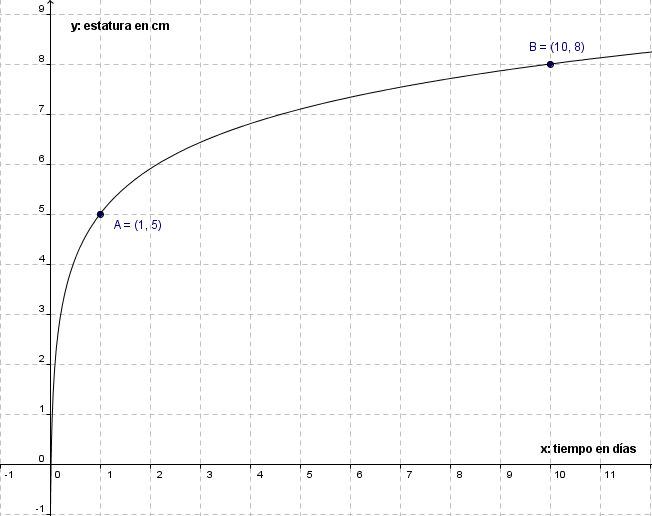 9
y: estatura en cm
B = (10, 8)
8
7
6
5
A = (1, 5)
4
3
2
1
x: tiempo en días
0
-1 0 1 2 3 4 5 6 7 8 9 10 11
-1